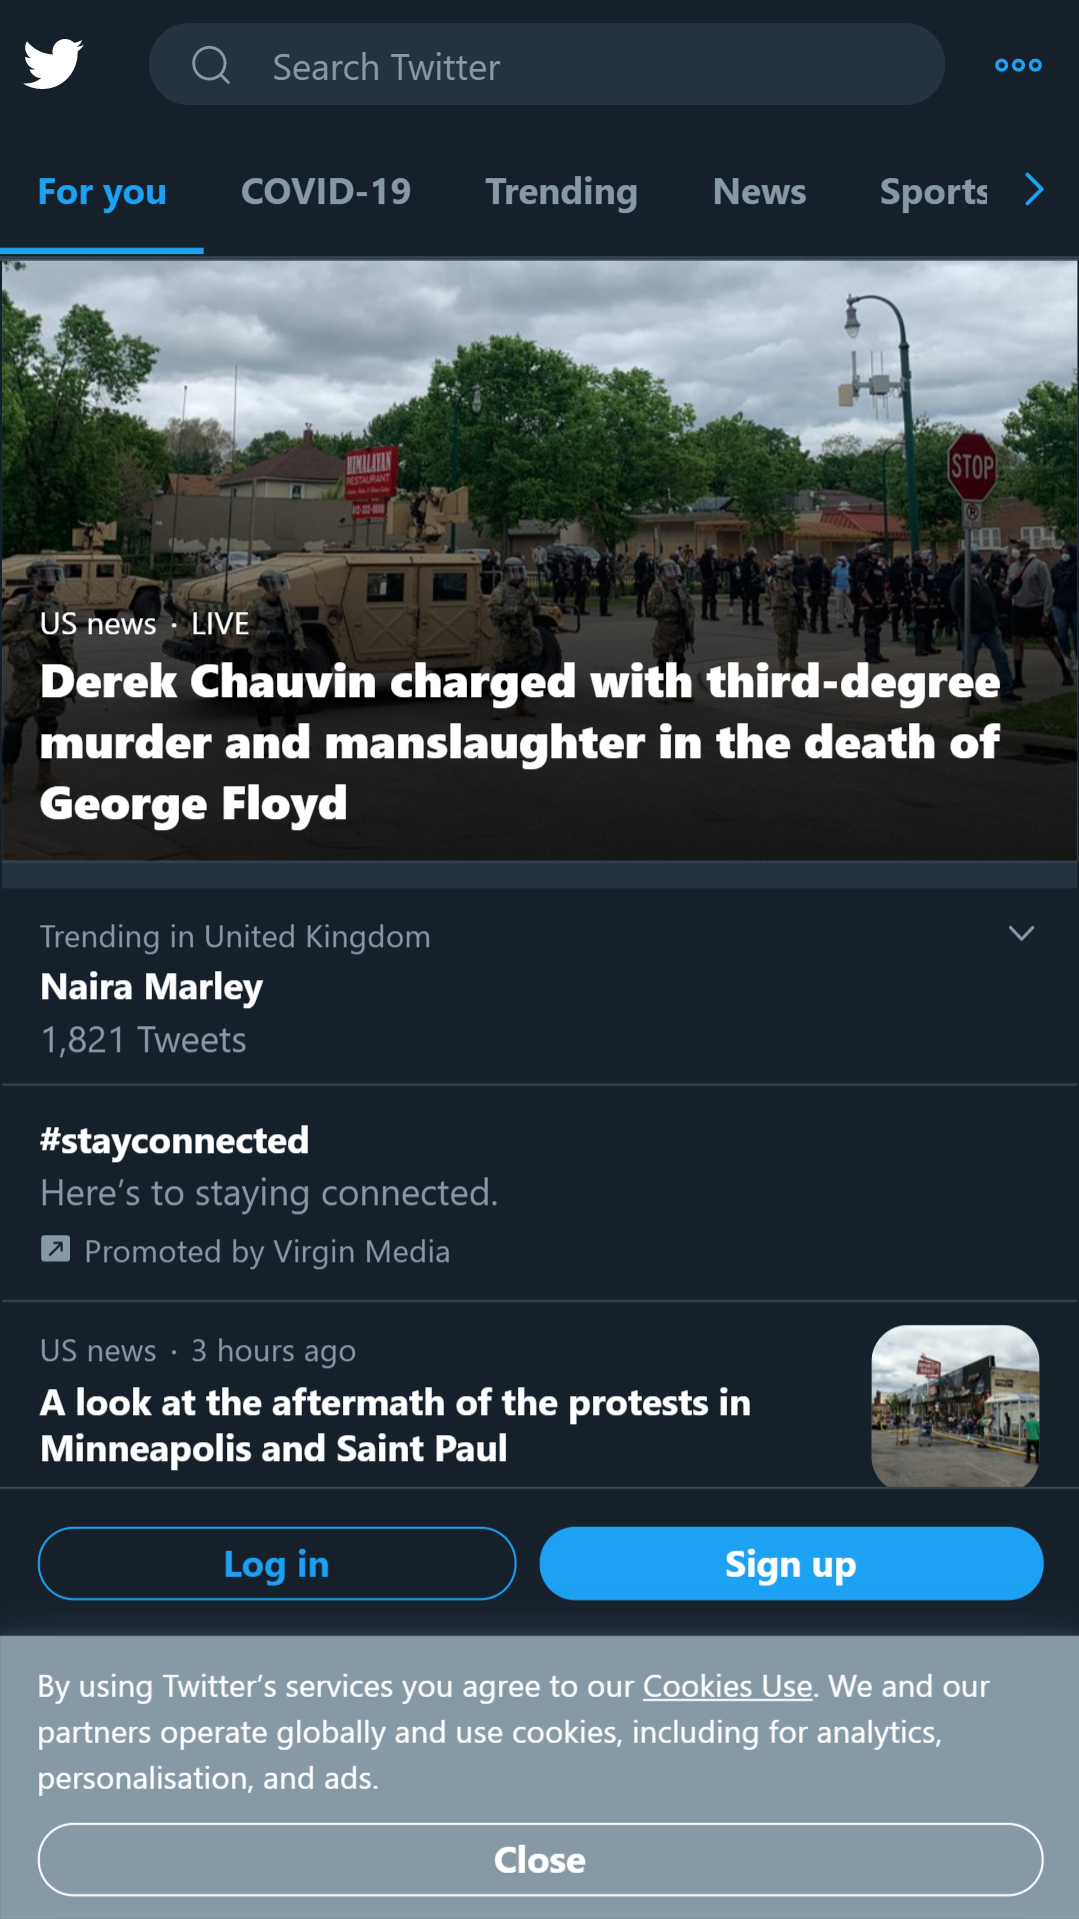 Search Twitter
For you COVID-19 Trending News Sports
HIMALAYAN
RESTAURANT
STOP
US news · LIVE
Derek Chauvin charged with third-degree
murder and manslaughter in the death of
George Floyd
Trending in United Kingdom
Naira Marley
1,821 Tweets
#stayconnected
Here’s to staying connected.
Promoted by Virgin Media
US news · 3 hours ago
A look at the aftermath of the protests in
Minneapolis and Saint Paul
Log in Sign up
By using Twitter’s services you agree to our Cookies Use. We and our
partners operate globally and use cookies, including for analytics,
personalisation, and ads.
Close